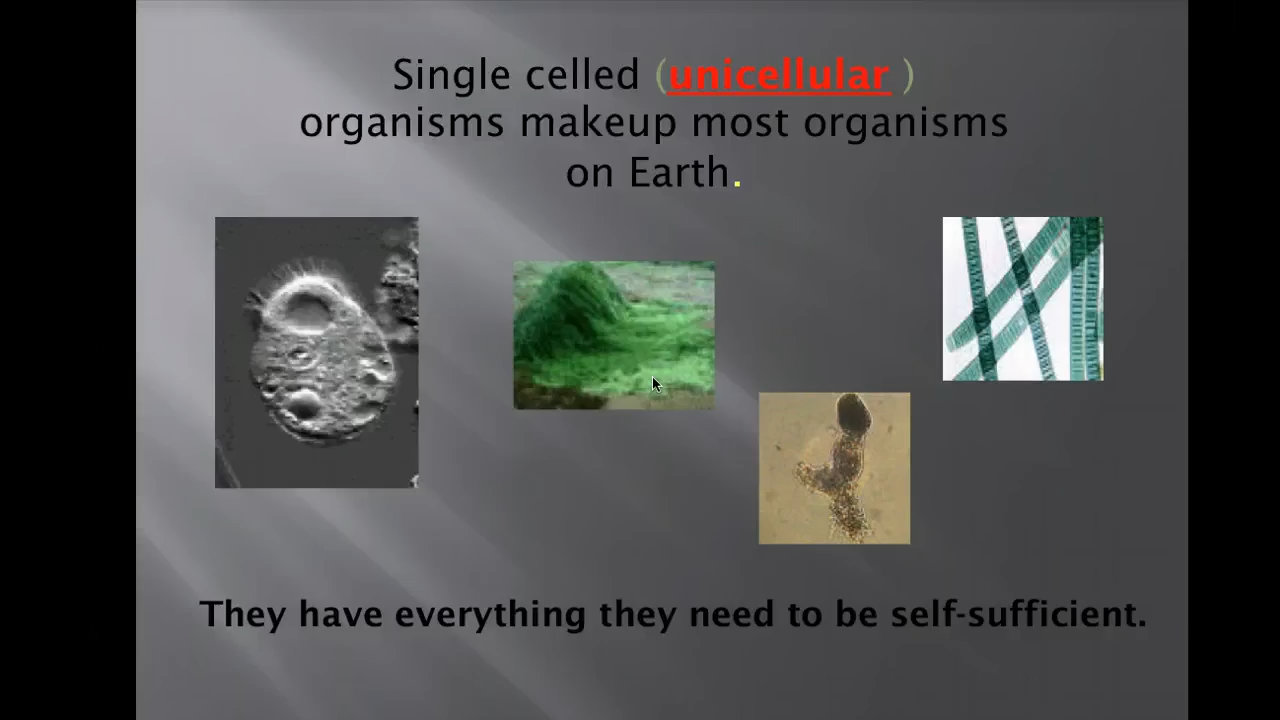 Single celled (unicellular )
organisms makeup most organisms
on Earth.
They have everything they need to be self-sufficient.